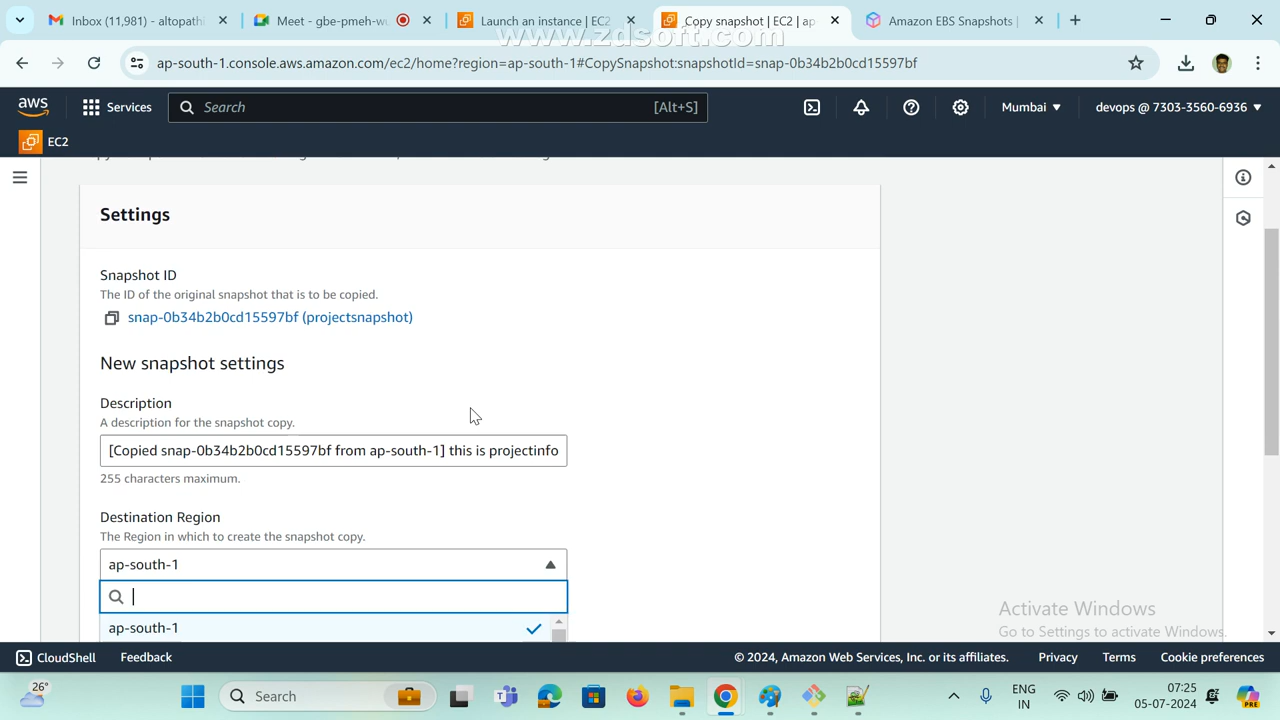 Inbox (11,981) - altopathi
Meet - gbe-pmeh-wu
Launch an instance | EC2
Copy snapshot | EC2 | ap
Amazon EBS Snapshots |
www.zdsoft.com
ap-south-1.console.aws.amazon.com/ec2/home?region=ap-south-1#CopySnapshot:snapshotId=snap-0b34b2b0cd15597bf
aws
Services
Search
[Alt+S]
Mumbai
devops @ 7303-3560-6936
EC2
Settings
Snapshot ID
The ID of the original snapshot that is to be copied.
snap-0b34b2b0cd15597bf (projectsnapshot)
New snapshot settings
Description
A description for the snapshot copy.
[Copied snap-0b34b2b0cd15597bf from ap-south-1] this is projectinfo
255 characters maximum.
Destination Region
The Region in which to create the snapshot copy.
ap-south-1
ap-south-1
Activate Windows
Go to Settings to activate Windows.
CloudShell
Feedback
© 2024, Amazon Web Services, Inc. or its affiliates.
Privacy
Terms
Cookie preferences
26°
Search
ENG
IN
07:25
05-07-2024
PRE